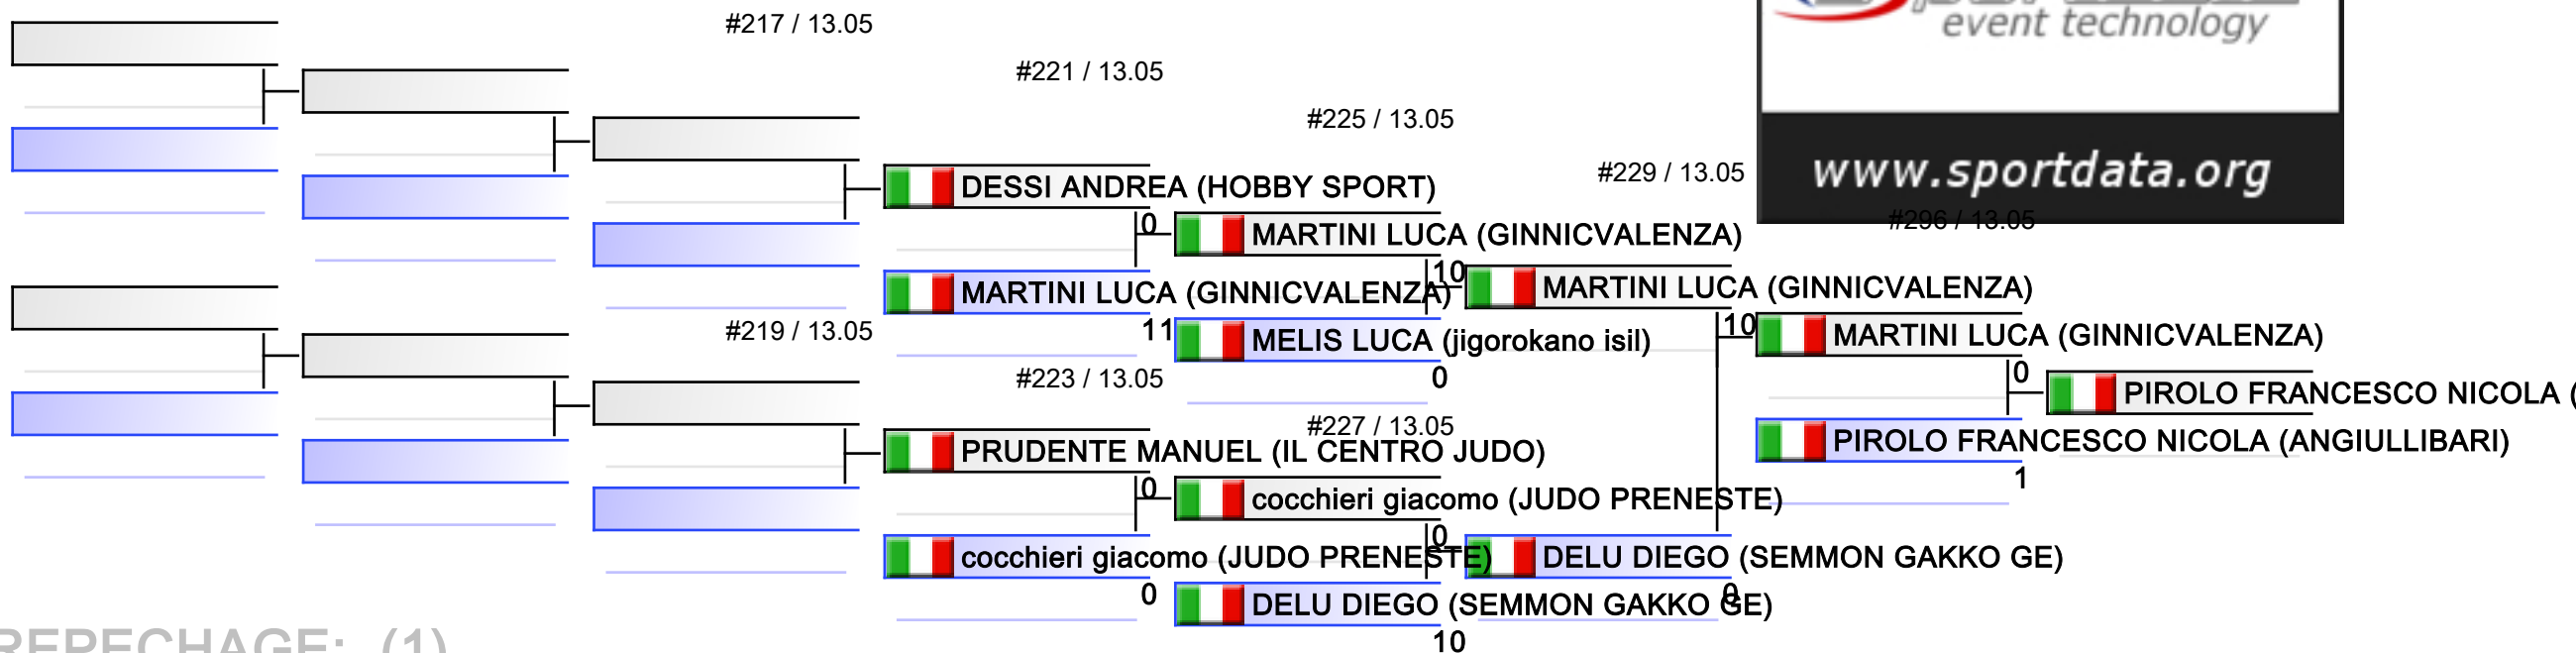 #217 / 13.05
event technology
#221 / 13.05
#225 / 13.05
#229 / 13.05
www.sportdata.org
#296 / 13.05
DESSI ANDREA (HOBBY SPORT)
0
MARTINI LUCA (GINNICVALENZA)
10
MARTINI LUCA (GINNICVALENZA)
MARTINI LUCA (GINNICVALENZA)
11
#219 / 13.05
MELIS LUCA (jigorokano isil)
0
10
MARTINI LUCA (GINNICVALENZA)
0
#223 / 13.05
PIROLO FRANCESCO NICOLA (
#227 / 13.05
PIROLO FRANCESCO NICOLA (ANGIULLIBARI)
1
PRUDENTE MANUEL (IL CENTRO JUDO)
0
cocchieri giacomo (JUDO PRENESTE)
0
cocchieri giacomo (JUDO PRENESTE)
0
DELU DIEGO (SEMMON GAKKO GE)
0
DELU DIEGO (SEMMON GAKKO GE)
10
REPECHAGE: (1)